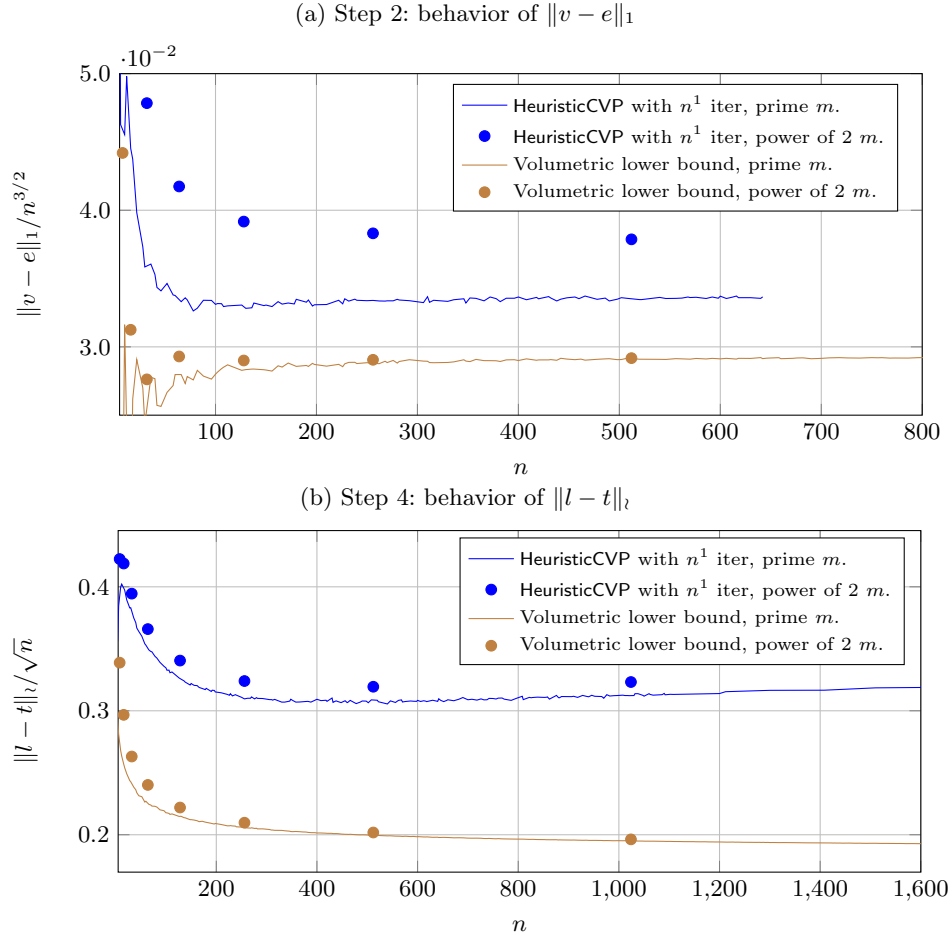 (a) Step 2: behavior of ‖v − e‖₁
·10⁻²
5.0
4.0
3.0
‖v − e‖₁/n^{3/2}
HeuristicCVP with n¹ iter, prime m.
HeuristicCVP with n¹ iter, power of 2 m.
Volumetric lower bound, prime m.
Volumetric lower bound, power of 2 m.
100 200 300 400 500 600 700 800
n
(b) Step 4: behavior of ‖l − t‖≀
0.4
0.3
0.2
‖l − t‖≀/√n
HeuristicCVP with n¹ iter, prime m.
HeuristicCVP with n¹ iter, power of 2 m.
Volumetric lower bound, prime m.
Volumetric lower bound, power of 2 m.
200 400 600 800 1,000 1,200 1,400 1,600
n